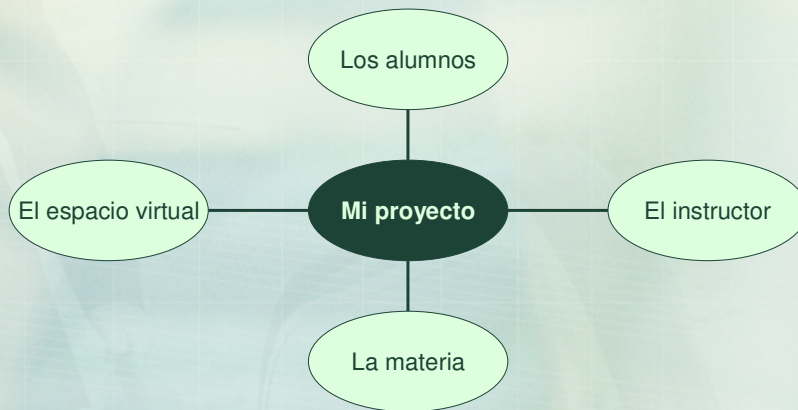 Los alumnos
El espacio virtual
Mi proyecto
El instructor
La materia